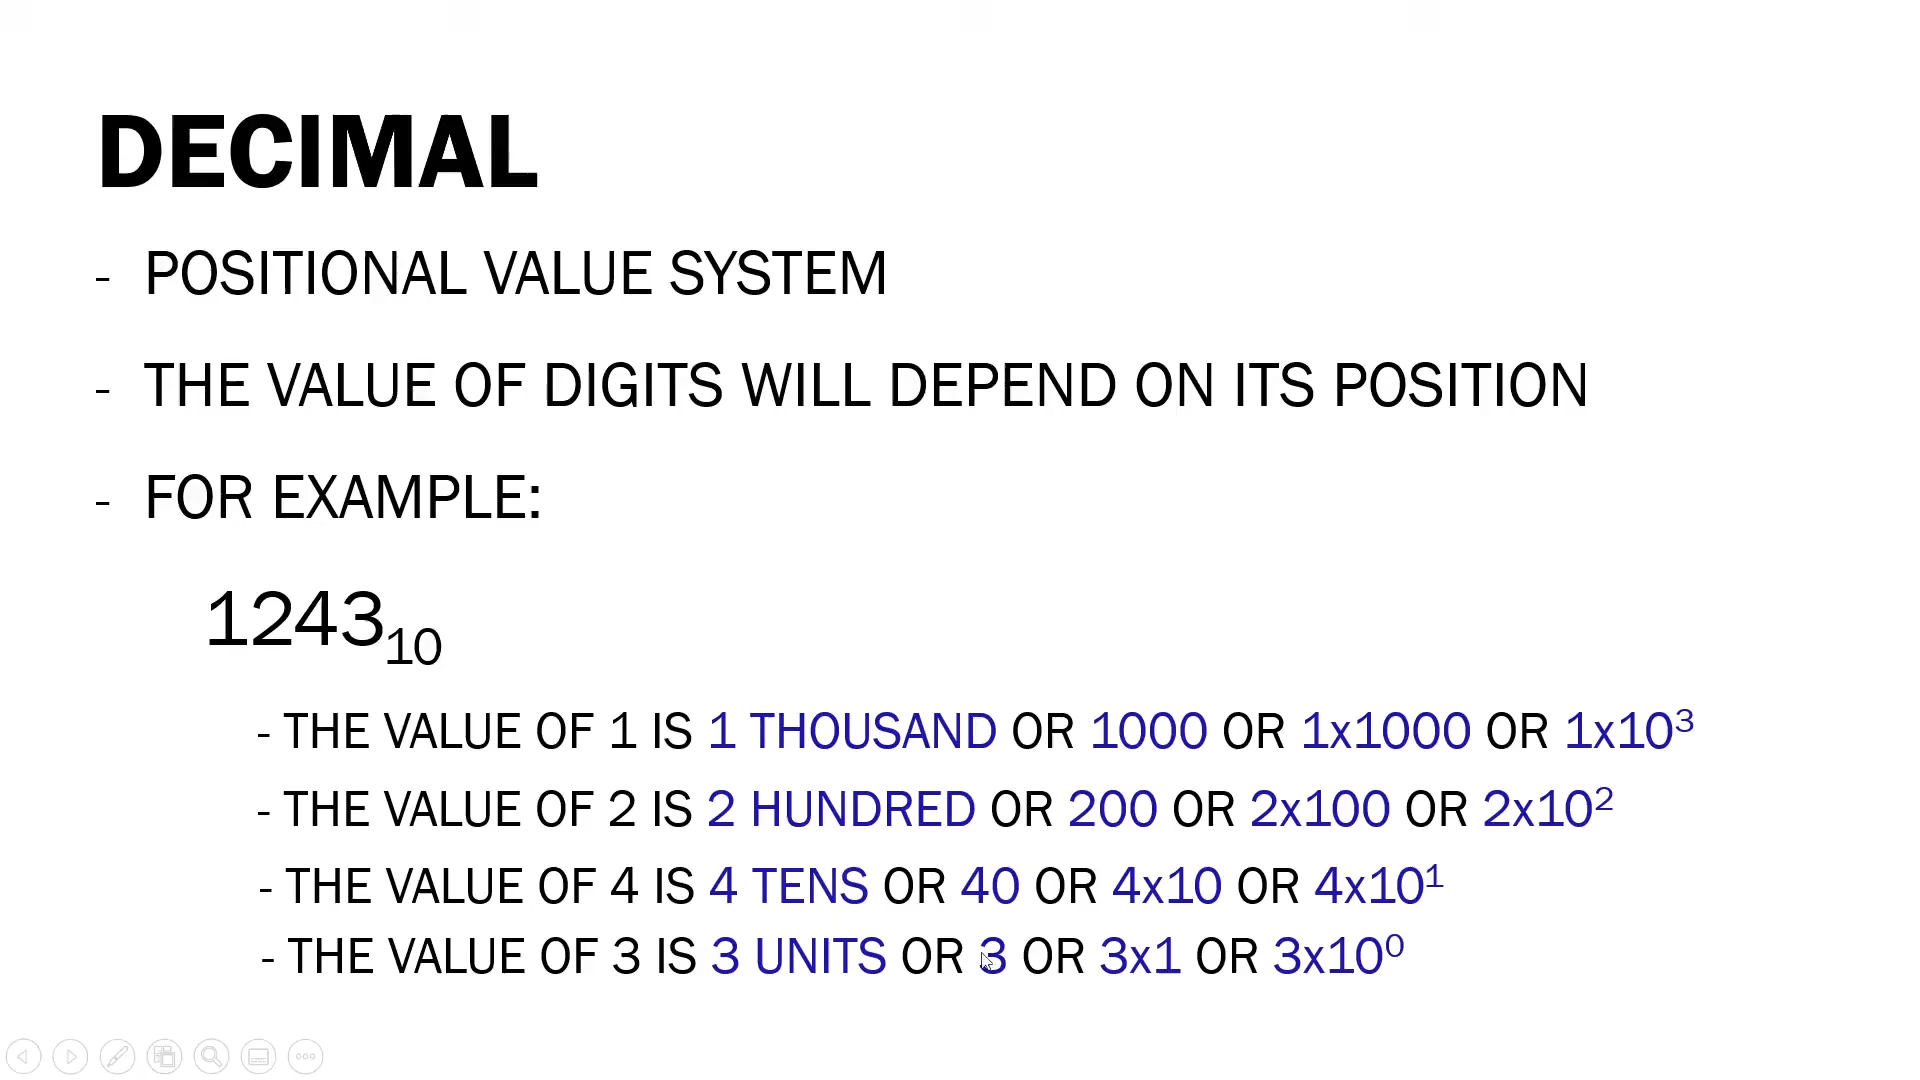 DECIMAL
- POSITIONAL VALUE SYSTEM
- THE VALUE OF DIGITS WILL DEPEND ON ITS POSITION
- FOR EXAMPLE:
1243₁₀
- THE VALUE OF 1 IS 1 THOUSAND OR 1000 OR 1x1000 OR 1x10³
- THE VALUE OF 2 IS 2 HUNDRED OR 200 OR 2x100 OR 2x10²
- THE VALUE OF 4 IS 4 TENS OR 40 OR 4x10 OR 4x10¹
- THE VALUE OF 3 IS 3 UNITS OR 3 OR 3x1 OR 3x10⁰